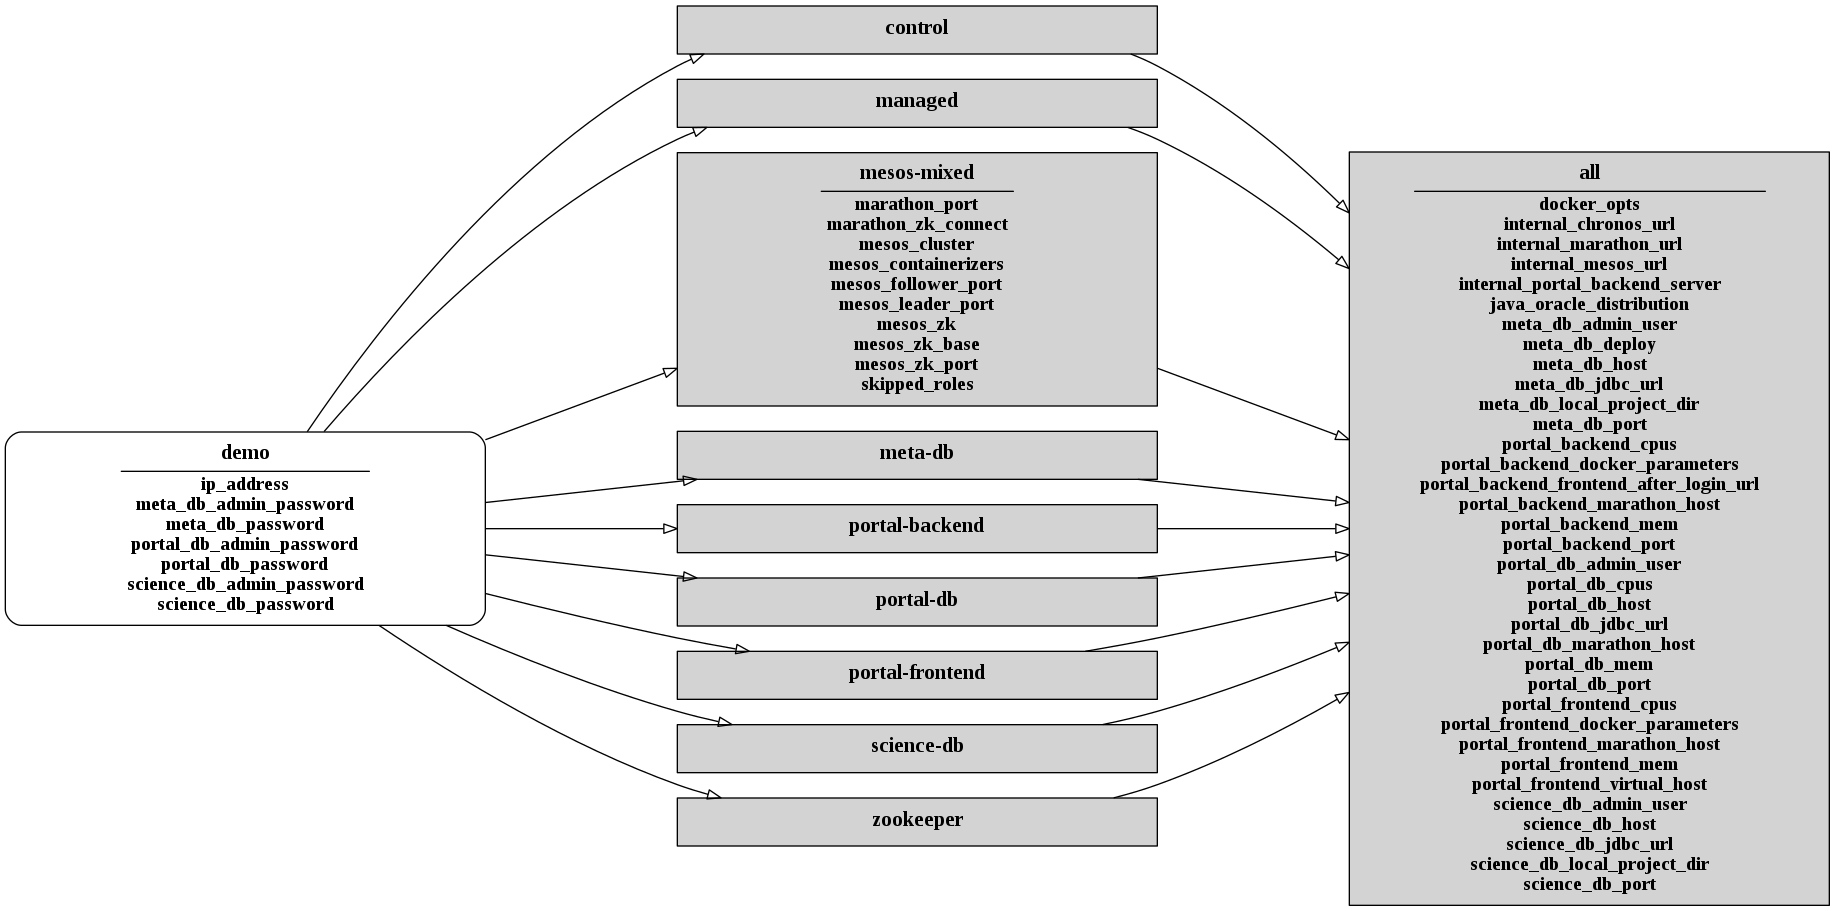 control
managed
mesos-mixed
marathon_port
marathon_zk_connect
mesos_cluster
mesos_containerizers
mesos_follower_port
mesos_leader_port
mesos_zk
mesos_zk_base
mesos_zk_port
skipped_roles
demo
ip_address
meta_db_admin_password
meta_db_password
portal_db_admin_password
portal_db_password
science_db_admin_password
science_db_password
meta-db
portal-backend
portal-db
portal-frontend
science-db
zookeeper
all
docker_opts
internal_chronos_url
internal_marathon_url
internal_mesos_url
internal_portal_backend_server
java_oracle_distribution
meta_db_admin_user
meta_db_deploy
meta_db_host
meta_db_jdbc_url
meta_db_local_project_dir
meta_db_port
portal_backend_cpus
portal_backend_docker_parameters
portal_backend_frontend_after_login_url
portal_backend_marathon_host
portal_backend_mem
portal_backend_port
portal_db_admin_user
portal_db_cpus
portal_db_host
portal_db_jdbc_url
portal_db_marathon_host
portal_db_mem
portal_db_port
portal_frontend_cpus
portal_frontend_docker_parameters
portal_frontend_marathon_host
portal_frontend_mem
portal_frontend_virtual_host
science_db_admin_user
science_db_host
science_db_jdbc_url
science_db_local_project_dir
science_db_port